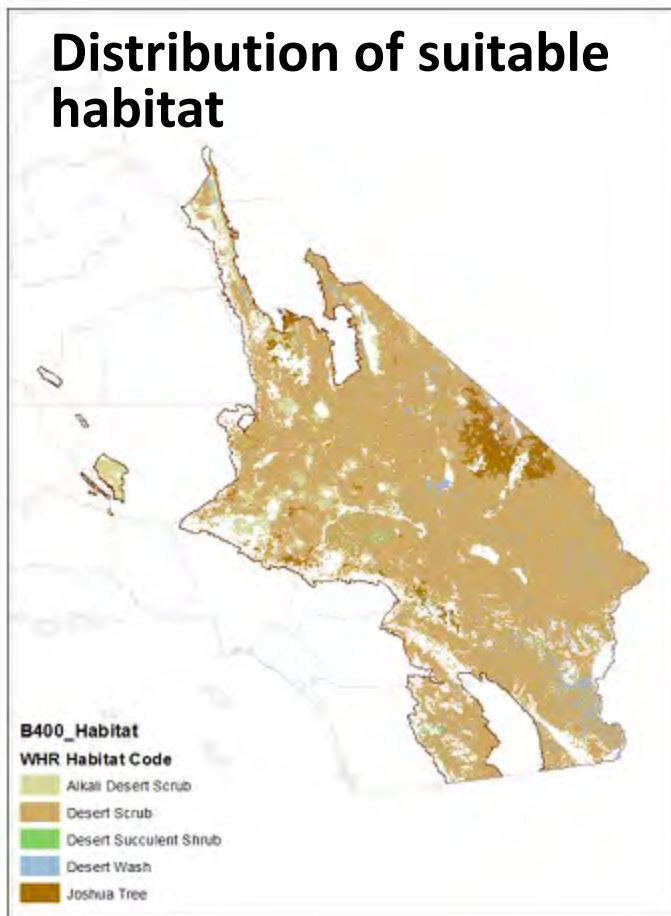 Distribution of suitable
habitat
B400_Habitat
WHR Habitat Code
Alkali Desert Scrub
Desert Scrub
Desert Succulent Shrub
Desert Wash
Joshua Tree